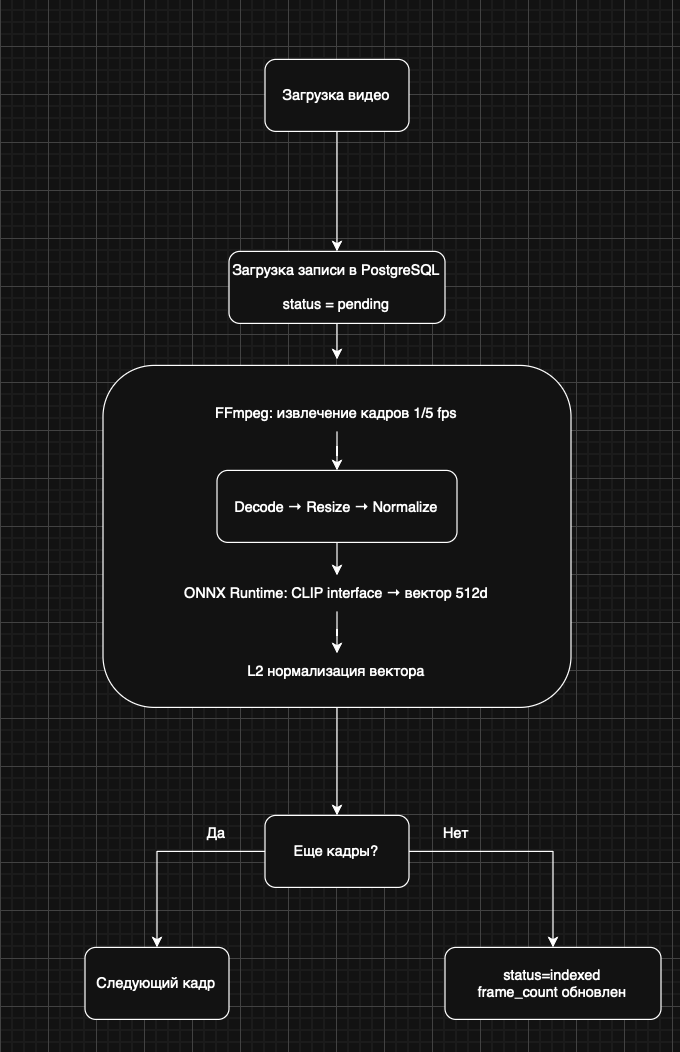 Загрузка видео
Загрузка записи в PostgreSQL
status = pending
FFmpeg: извлечение кадров 1/5 fps
Decode → Resize → Normalize
ONNX Runtime: CLIP interface → вектор 512d
L2 нормализация вектора
Да
Нет
Еще кадры?
Следующий кадр
status=indexed
frame_count обновлен